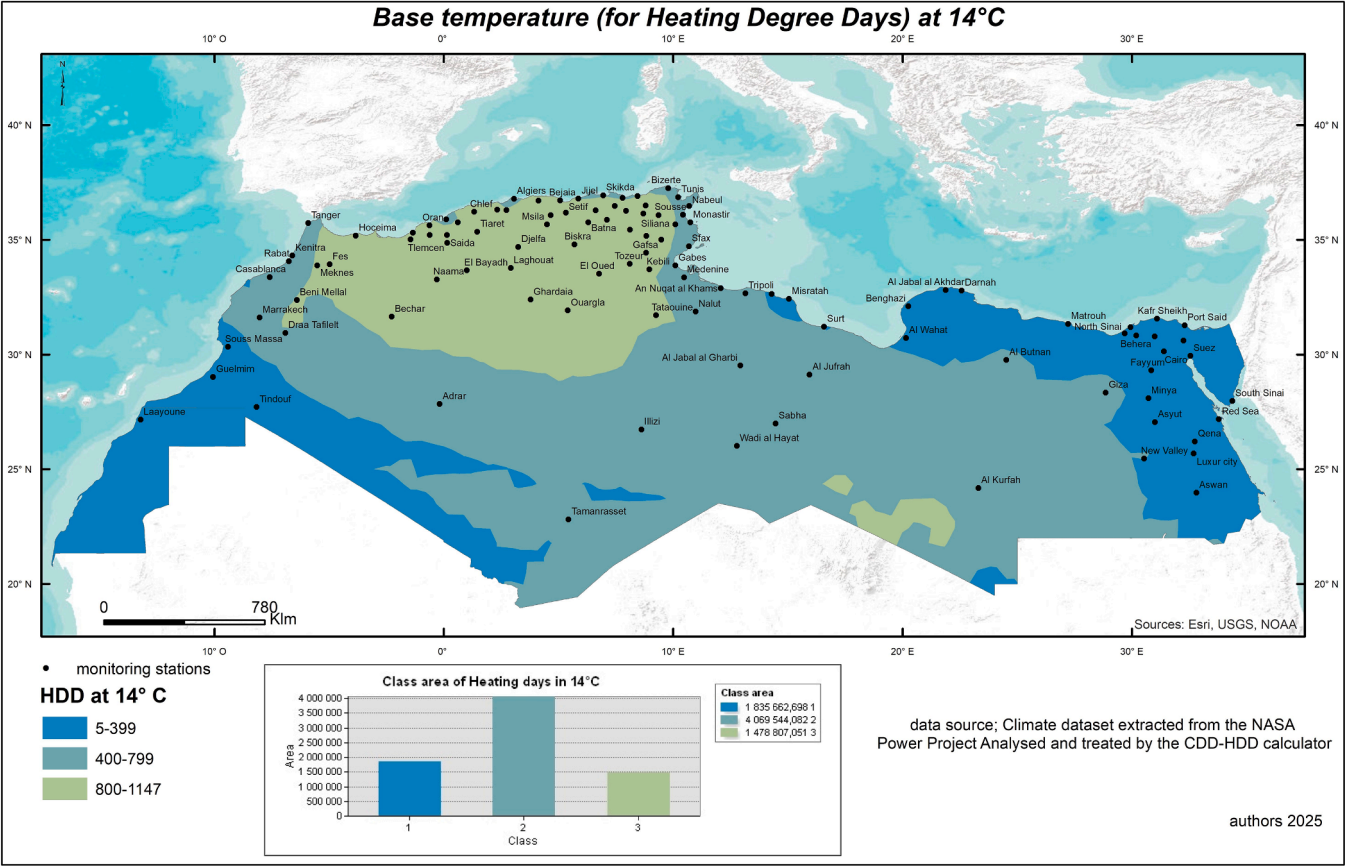 Base temperature (for Heating Degree Days) at 14°C
10° O
0°
10° E
20° E
30° E
N
40° N
40° N
35° N
35° N
30° N
30° N
25° N
25° N
20° N
20° N
Tanger
Hoceima
Kenitra
Rabat
Fes
Casablanca
Meknes
Beni Mellal
Marrakech
Draa Tafilelt
Souss Massa
Guelmim
Laayoune
Tindouf
Oran
Chlef
Algiers
Bejaia
Jijel
Skikda
Bizerte
Tunis
Nabeul
Setif
Sousse
Monastir
Msila
Tiaret
Batna
Siliana
Tlemcen
Saida
Djelfa
Biskra
Gafsa
Sfax
El Bayadh
Laghouat
Tozeur
Kebili
Gabes
Naama
El Oued
Medenine
An Nuqat al Khams
Tripoli
Misratah
Ghardaia
Ouargla
Tataouine
Nalut
Bechar
Surt
Al Jabal al Akhdar
Darnah
Benghazi
Al Wahat
Matrouh
Kafr Sheikh
Port Said
North Sinai
Behera
Suez
Cairo
Fayyum
Al Butnan
Giza
Minya
South Sinai
Red Sea
Asyut
Qena
New Valley
Luxur city
Aswan
Al Jabal al Gharbi
Al Jufrah
Adrar
Illizi
Sabha
Wadi al Hayat
Al Kurfah
Tamanrasset
0
780
Klm
Sources: Esri, USGS, NOAA
10° O
0°
10° E
20° E
30° E
monitoring stations
HDD at 14° C
5-399
400-799
800-1147
Class area of Heating days in 14°C
4 000 000
3 500 000
3 000 000
2 500 000
2 000 000
1 500 000
1 000 000
500 000
0
Area
1
2
3
Class
Class area
1 835 662,698 1
4 069 544,082 2
1 478 807,051 3
data source; Climate dataset extracted from the NASA
Power Project Analysed and treated by the CDD-HDD calculator
authors 2025